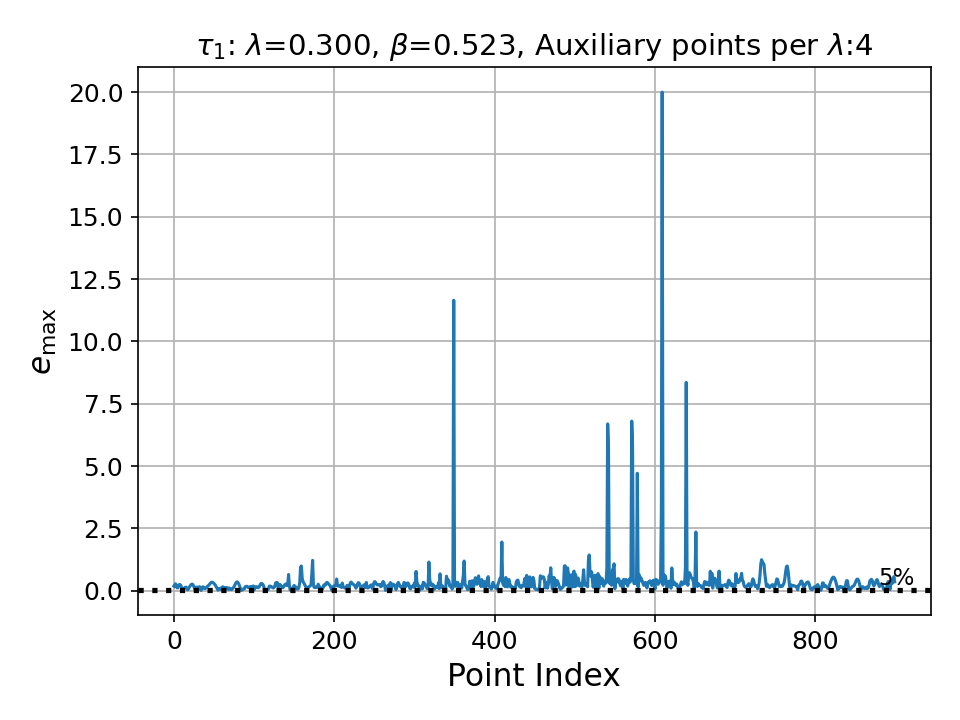 τ₁: λ=0.300, β=0.523, Auxiliary points per λ:4
20.0
17.5
15.0
12.5
10.0
7.5
5.0
2.5
0.0
e_max
5%
0 200 400 600 800
Point Index